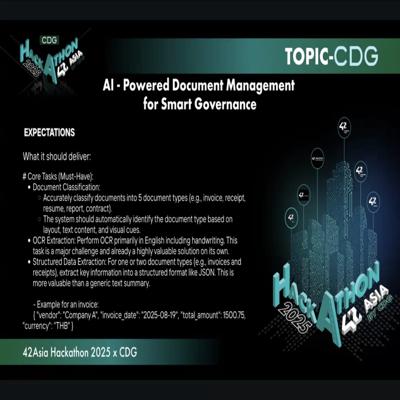 CDG
HACKATHON
2025 42 ASIA
TOPIC-CDG
AI - Powered Document Management
for Smart Governance
EXPECTATIONS
What it should deliver:
# Core Tasks (Must-Have):
• Document Classification:
○ Accurately classify documents into 5 document types (e.g., invoice, receipt,
resume, report, contract).
○ The system should automatically identify the document type based on
layout, text content, and visual cues.
• OCR Extraction: Perform OCR primarily in English including handwriting. This
task is a major challenge and already a highly valuable solution on its own.
• Structured Data Extraction: For one or two document types (e.g., invoices and
receipts), extract key information into a structured format like JSON. This is
more valuable than a generic text summary.
- Example for an invoice:
{ "vendor": "Company A", "invoice_date": "2025-08-19", "total_amount": 1500.75,
"currency": "THB" }
42
42
42
42
HACKATHON
2025 42 ASIA
BY CDG
42Asia Hackathon 2025 x CDG